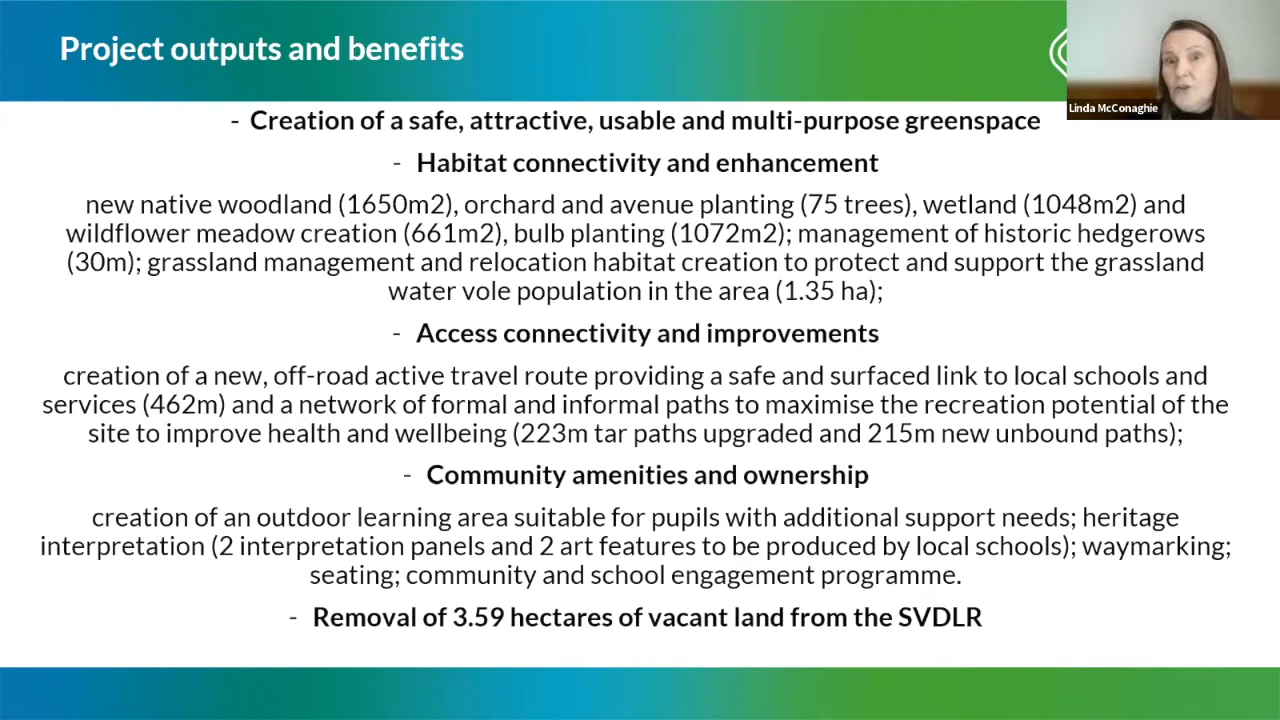 Project outputs and benefits
Linda McConaghie
- Creation of a safe, attractive, usable and multi-purpose greenspace
- Habitat connectivity and enhancement
new native woodland (1650m2), orchard and avenue planting (75 trees), wetland (1048m2) and
wildflower meadow creation (661m2), bulb planting (1072m2); management of historic hedgerows
(30m); grassland management and relocation habitat creation to protect and support the grassland
water vole population in the area (1.35 ha);
- Access connectivity and improvements
creation of a new, off-road active travel route providing a safe and surfaced link to local schools and
services (462m) and a network of formal and informal paths to maximise the recreation potential of the
site to improve health and wellbeing (223m tar paths upgraded and 215m new unbound paths);
- Community amenities and ownership
creation of an outdoor learning area suitable for pupils with additional support needs; heritage
interpretation (2 interpretation panels and 2 art features to be produced by local schools); waymarking;
seating; community and school engagement programme.
- Removal of 3.59 hectares of vacant land from the SVDLR